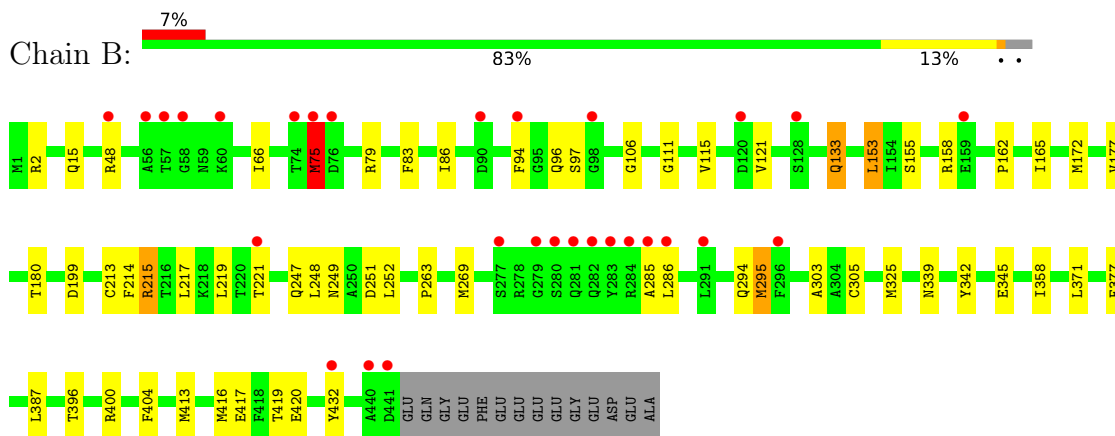 7%
Chain B:
83% 13% • •
M1 R2 Q15 R48 A56 T57 G58 N59 K60 I66 T74 M75 D76 R79 F83 I86 D90 F94 G95 Q96 S97 G98 G106 G111 V115 D120 V121 S128 Q133 L153 I154 S155 R158 E159 P162 I165 M172 V177
T180 D199 C213 F214 R215 T216 L217 K218 L219 T220 T221 Q247 L248 N249 A250 D251 L252 P263 M269 S277 R278 G279 S280 Q281 Q282 Y283 R284 A285 L286 L291 Q294 M295 F296 A303 A304 C305 M325 N339 Y342 E345 I358 L371 F377
L387 T396 R400 F404 M413 M416 E417 F418 T419 E420 Y432 A440 D441 GLU GLN GLY GLU PHE GLU GLU GLU GLU GLY GLU ASP GLU ALA